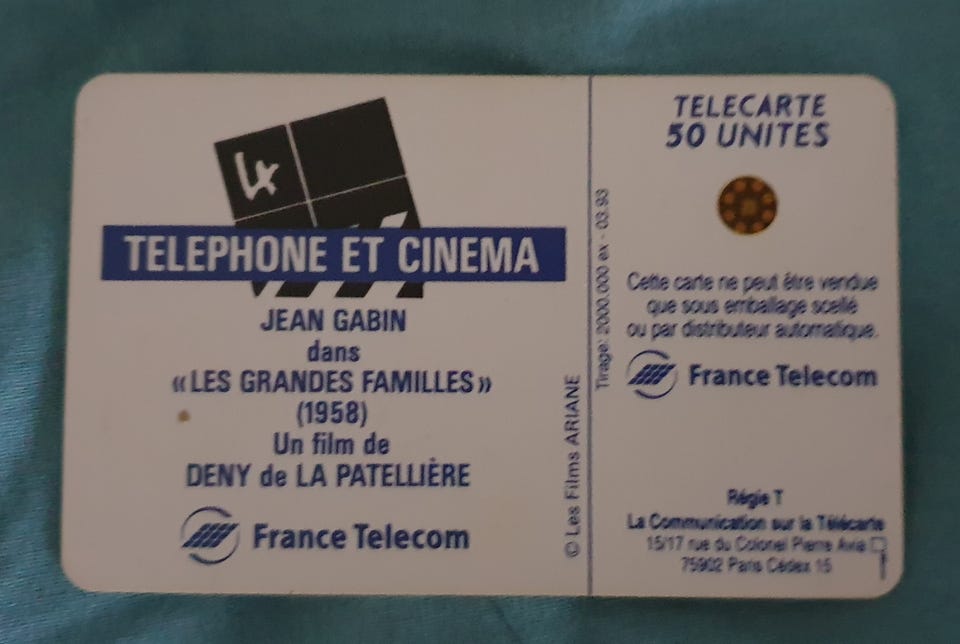 TELEPHONE ET CINEMA
JEAN GABIN
dans
«LES GRANDES FAMILLES»
(1958)
Un film de
DENY de LA PATELLIÈRE
France Telecom
© Les Films ARIANE
Tirage: 2000.000 ex - 03.93
TELECARTE
50 UNITES
Cette carte ne peut être vendue
que sous emballage scellé
ou par distributeur automatique.
France Telecom
Régie T
La Communication sur la Télécarte
15/17 rue du Colonel Pierre Avia
75902 Paris Cédex 15